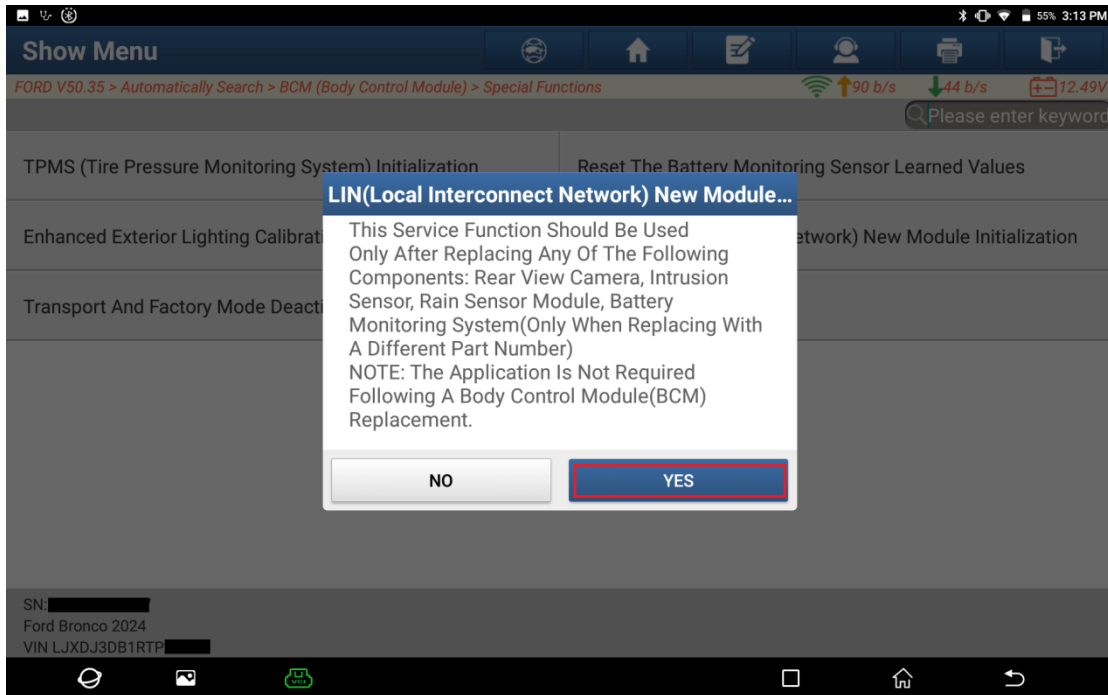 55% 3:13 PM
Show Menu
FORD V50.35 > Automatically Search > BCM (Body Control Module) > Special Functions
90 b/s
44 b/s
12.49V
Please enter keyword
TPMS (Tire Pressure Monitoring System) Initialization
Reset The Battery Monitoring Sensor Learned Values
LIN(Local Interconnect Network) New Module...
Enhanced Exterior Lighting Calibrati
etwork) New Module Initialization
Transport And Factory Mode Deacti
This Service Function Should Be Used
Only After Replacing Any Of The Following
Components: Rear View Camera, Intrusion
Sensor, Rain Sensor Module, Battery
Monitoring System(Only When Replacing With
A Different Part Number)
NOTE: The Application Is Not Required
Following A Body Control Module(BCM)
Replacement.
NO
YES
SN:
Ford Bronco 2024
VIN LJXDJ3DB1RTP
VCI